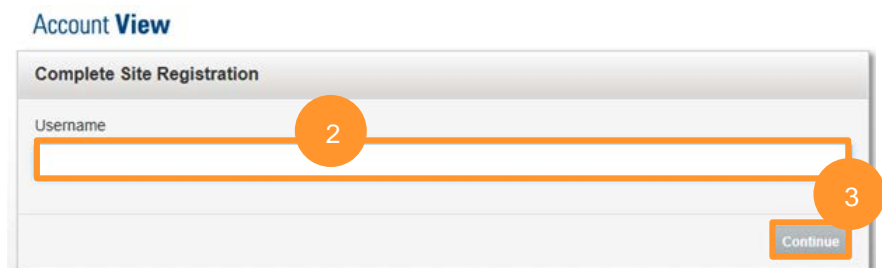 Account View
Complete Site Registration
Username
2
3
Continue